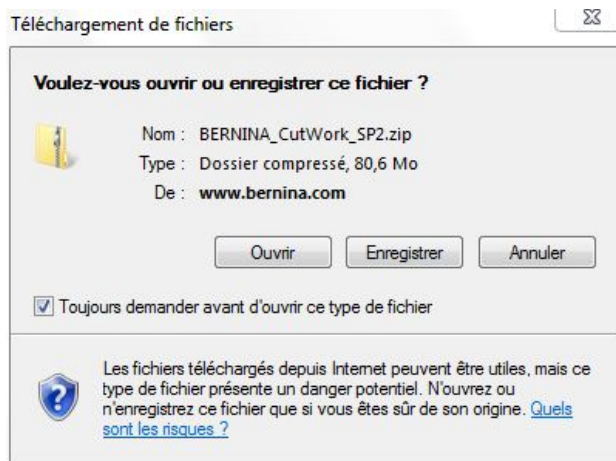 Téléchargement de fichiers
Voulez-vous ouvrir ou enregistrer ce fichier ?
Nom : BERNINA_CutWork_SP2.zip
Type : Dossier compressé, 80,6 Mo
De : www.bernina.com
Ouvrir Enregistrer Annuler
Toujours demander avant d'ouvrir ce type de fichier
Les fichiers téléchargés depuis Internet peuvent être utiles, mais ce
type de fichier présente un danger potentiel. N'ouvrez ou
n'enregistrez ce fichier que si vous êtes sûr de son origine. Quels
sont les risques ?